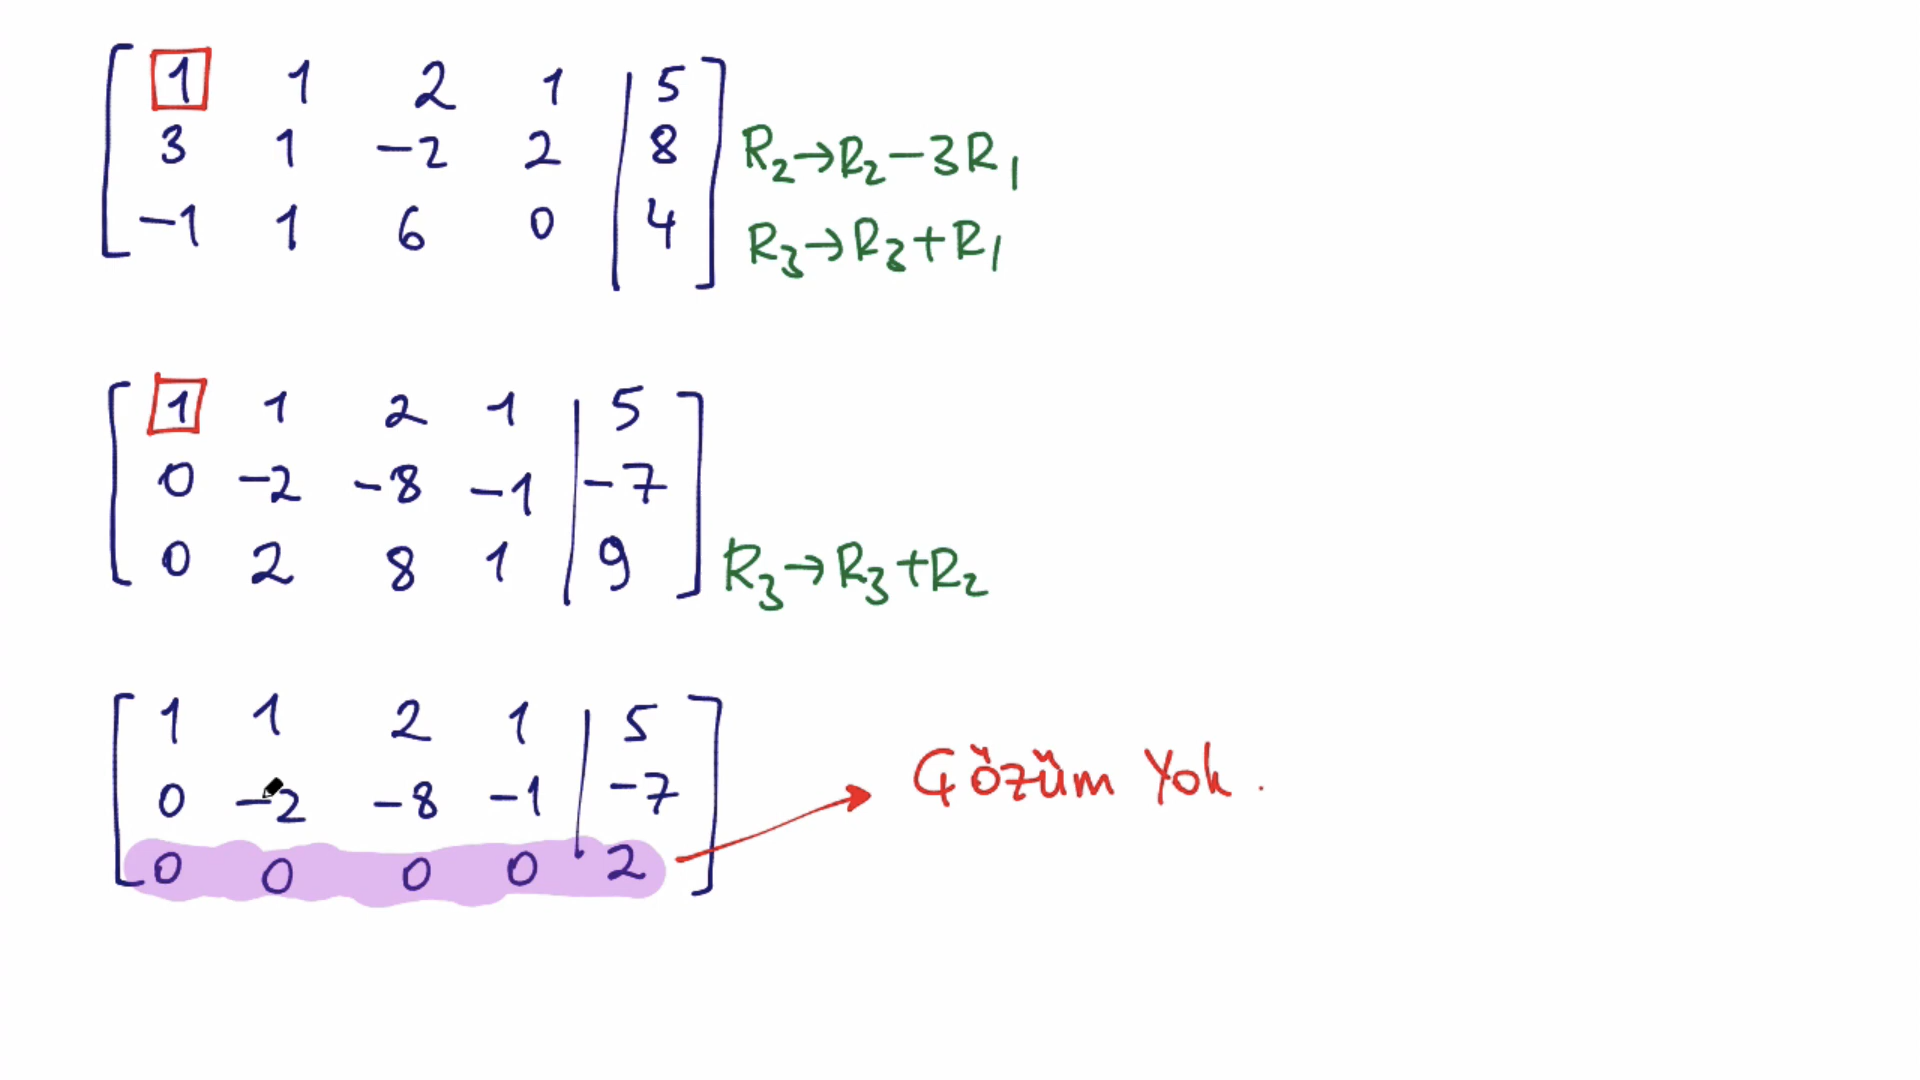 1 1 2 1 | 5
3 1 -2 2 | 8 R₂→R₂-3R₁
-1 1 6 0 | 4 R₃→R₃+R₁
1 1 2 1 | 5
0 -2 -8 -1 | -7
0 2 8 1 | 9 R₃→R₃+R₂
1 1 2 1 | 5
0 -2 -8 -1 | -7 Çözüm Yok.
0 0 0 0 2